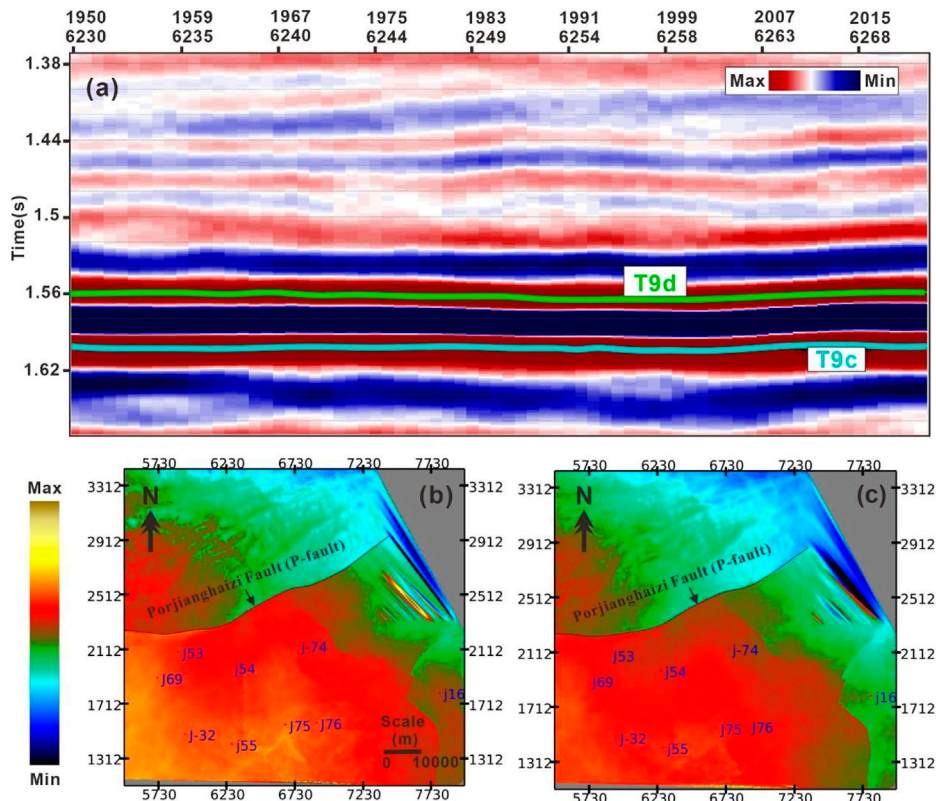 1950 1959 1967 1975 1983 1991 1999 2007 2015
6230 6235 6240 6244 6249 6254 6258 6263 6268
1.38
(a)
Max Min
1.44
1.5
Time(s)
T9d
1.56
T9c
1.62
Max
Min
5730 6230 6730 7230 7730
3312 3312
(b)
N
2912 2912
Porjianghaizi Fault (P-fault)
2512 2512
2112 2112
j53
j54
j-74
J69
j16
1712 1712
J-32
j55
J75
J76
Scale
(m)
0 10000
1312 1312
5730 6230 6730 7230 7730
5730 6230 6730 7230 7730
3312 3312
(c)
N
2912 2912
Porjianghaizi Fault (P-fault)
2512 2512
2112 2112
j53
j54
j-74
J69
j16
1712 1712
J-32
j55
J75
J76
1312 1312
5730 6230 6730 7230 7730